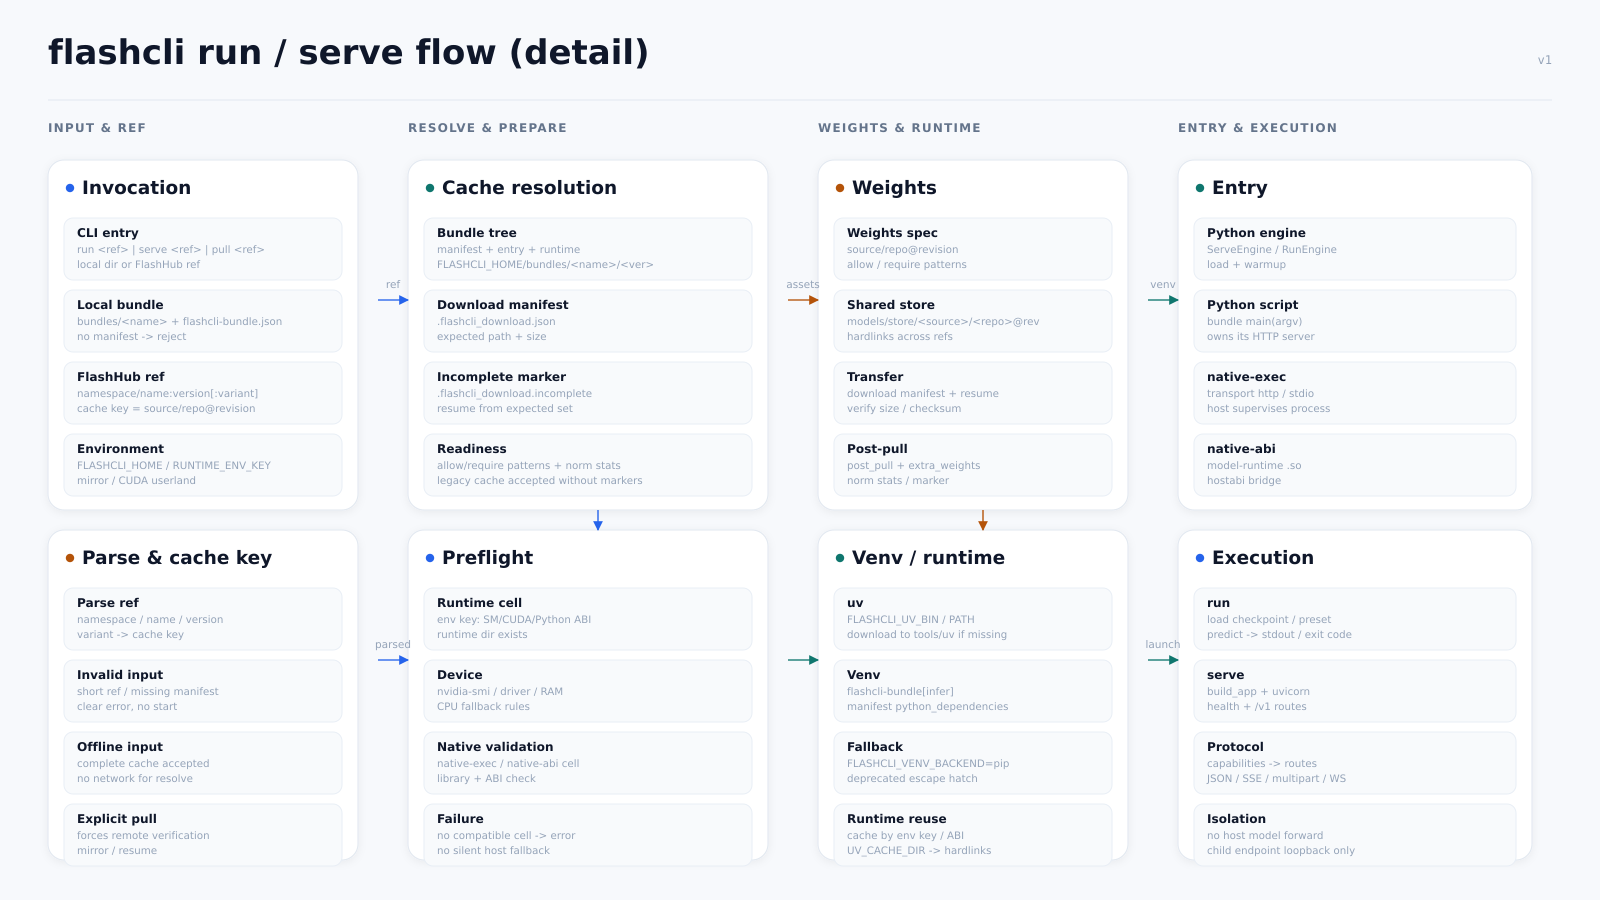 flashcli run / serve flow (detail)
v1
INPUT & REF
RESOLVE & PREPARE
WEIGHTS & RUNTIME
ENTRY & EXECUTION
Invocation
CLI entry
run <ref> | serve <ref> | pull <ref>
local dir or FlashHub ref
Local bundle
bundles/<name> + flashcli-bundle.json
no manifest -> reject
FlashHub ref
namespace/name:version[:variant]
cache key = source/repo@revision
Environment
FLASHCLI_HOME / RUNTIME_ENV_KEY
mirror / CUDA userland
ref
Cache resolution
Bundle tree
manifest + entry + runtime
FLASHCLI_HOME/bundles/<name>/<ver>
Download manifest
.flashcli_download.json
expected path + size
Incomplete marker
.flashcli_download.incomplete
resume from expected set
Readiness
allow/require patterns + norm stats
legacy cache accepted without markers
assets
Weights
Weights spec
source/repo@revision
allow / require patterns
Shared store
models/store/<source>/<repo>@rev
hardlinks across refs
Transfer
download manifest + resume
verify size / checksum
Post-pull
post_pull + extra_weights
norm stats / marker
venv
Entry
Python engine
ServeEngine / RunEngine
load + warmup
Python script
bundle main(argv)
owns its HTTP server
native-exec
transport http / stdio
host supervises process
native-abi
model-runtime .so
hostabi bridge
Parse & cache key
Parse ref
namespace / name / version
variant -> cache key
Invalid input
short ref / missing manifest
clear error, no start
Offline input
complete cache accepted
no network for resolve
Explicit pull
forces remote verification
mirror / resume
parsed
Preflight
Runtime cell
env key: SM/CUDA/Python ABI
runtime dir exists
Device
nvidia-smi / driver / RAM
CPU fallback rules
Native validation
native-exec / native-abi cell
library + ABI check
Failure
no compatible cell -> error
no silent host fallback
Venv / runtime
uv
FLASHCLI_UV_BIN / PATH
download to tools/uv if missing
Venv
flashcli-bundle[infer]
manifest python_dependencies
Fallback
FLASHCLI_VENV_BACKEND=pip
deprecated escape hatch
Runtime reuse
cache by env key / ABI
UV_CACHE_DIR -> hardlinks
launch
Execution
run
load checkpoint / preset
predict -> stdout / exit code
serve
build_app + uvicorn
health + /v1 routes
Protocol
capabilities -> routes
JSON / SSE / multipart / WS
Isolation
no host model forward
child endpoint loopback only